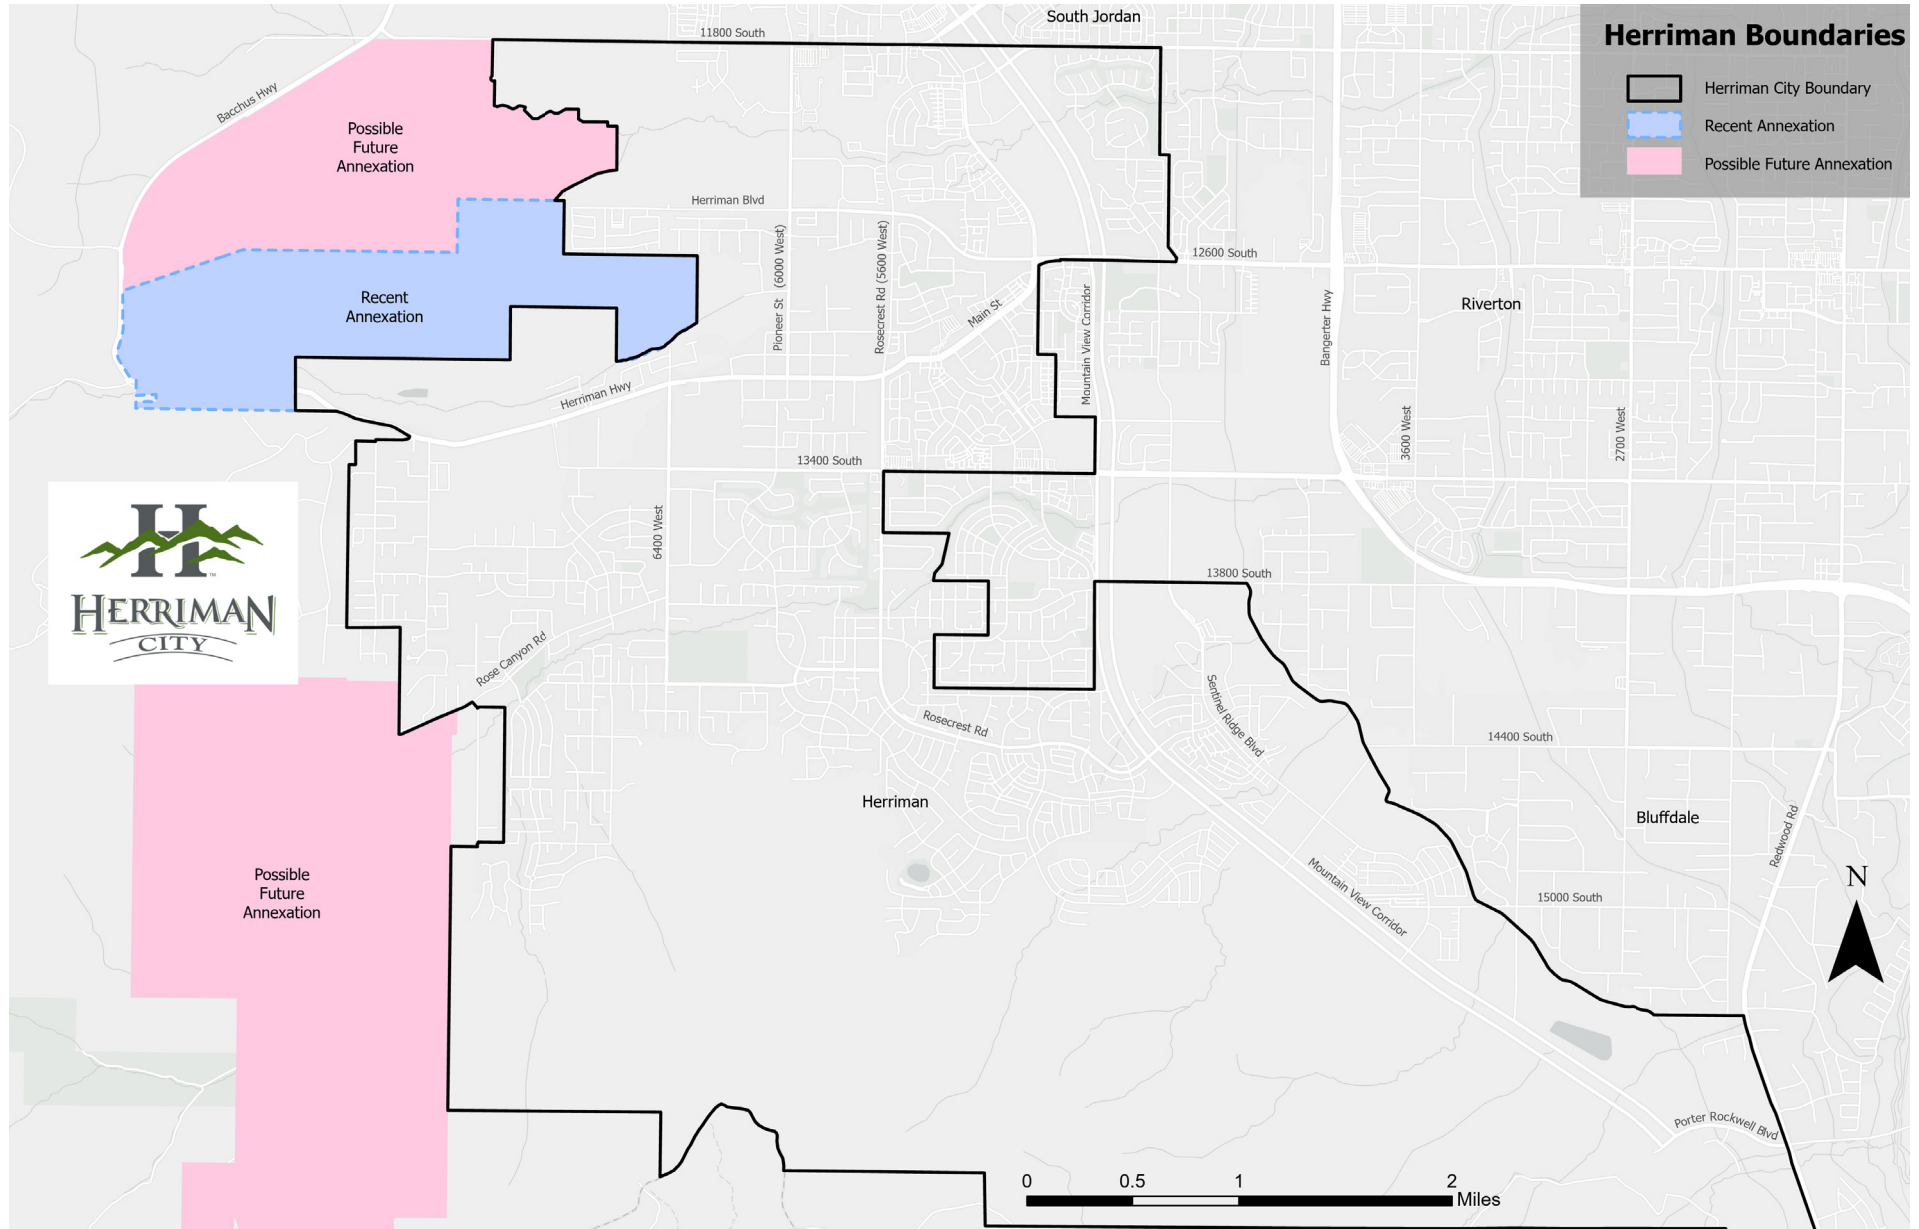 South Jordan
11800 South
Herriman Boundaries
Herriman City Boundary
Recent Annexation
Possible Future Annexation
Bacchus Hwy
Possible
Future
Annexation
Herriman Blvd
Pioneer St (6000 West)
Rosecrest Rd (5600 West)
12600 South
Recent
Annexation
Main St
Mountain View Corridor
Bangerter Hwy
Riverton
Herriman Hwy
3600 West
2700 West
13400 South
6400 West
H
TM
HERRIMAN
CITY
13800 South
Rose Canyon Rd
Sentinel Ridge Blvd
Rosecrest Rd
14400 South
Herriman
Bluffdale
Redwood Rd
Possible
Future
Annexation
Mountain View Corridor
15000 South
N
Porter Rockwell Blvd
0 0.5 1 2
Miles